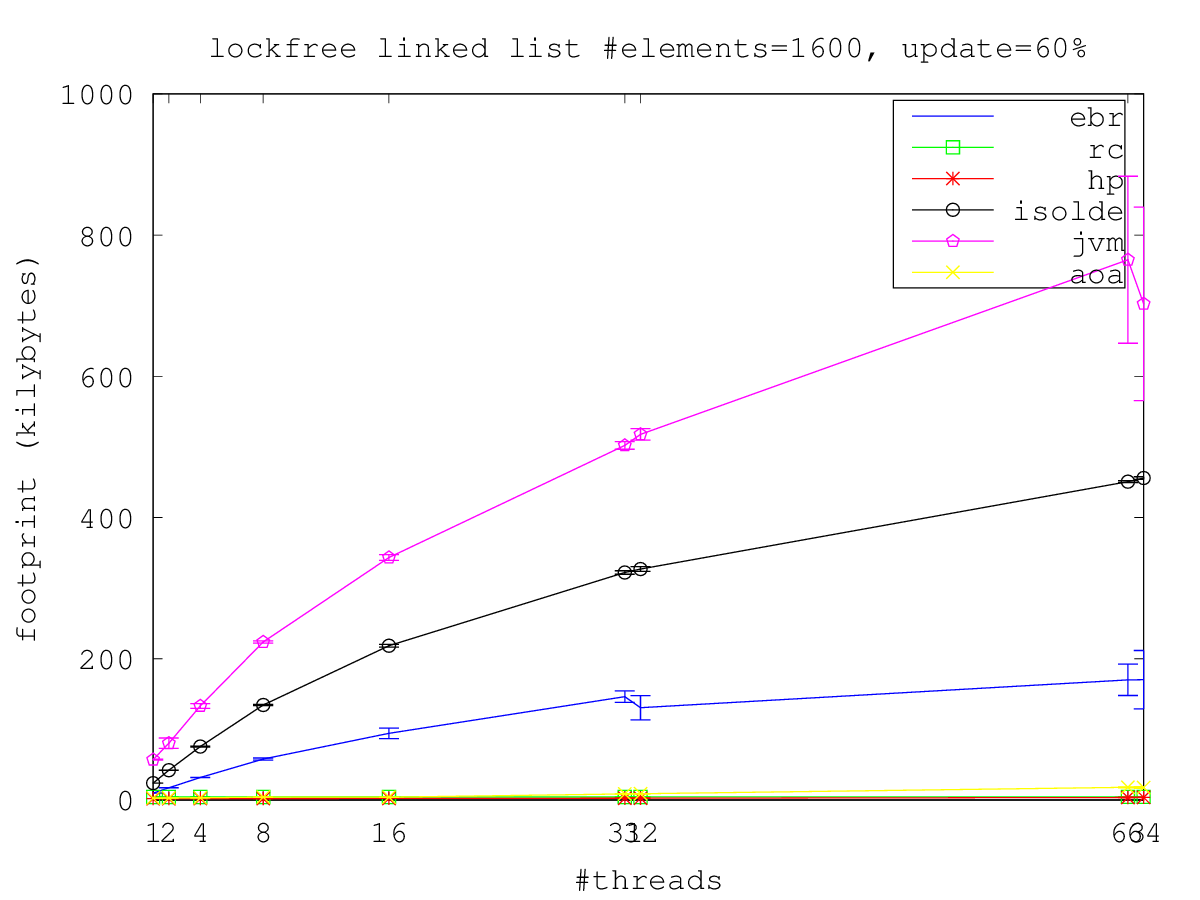 lockfree linked list #elements=1600, update=60%
1000
800
600
400
200
0
footprint (kilybytes)
ebr
rc
hp
isolde
jvm
aoa
1 2 4 8 16 31 32 63 64
#threads